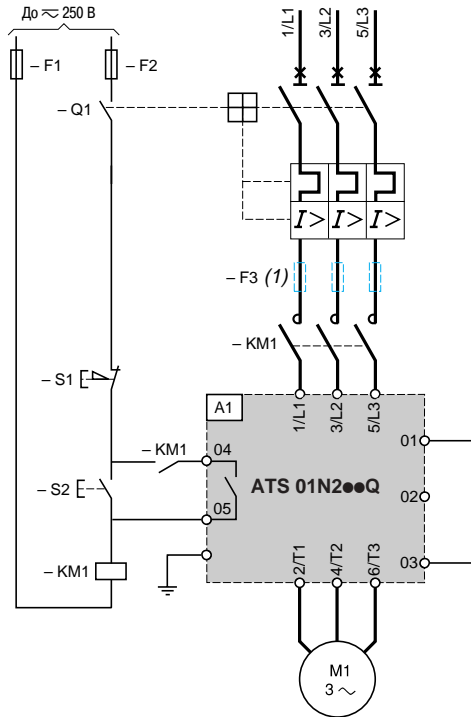 До ⎓ 250 В
– F1
– F2
1/L1
3/L2
5/L3
– Q1
I >
I >
I >
– F3 (1)
– KM1
– S1
A1
1/L1
3/L2
5/L3
– KM1
04
01
ATS 01N2●●Q
– S2
02
05
– KM1
03
2/T1
4/T2
6/T3
M1
3 ~